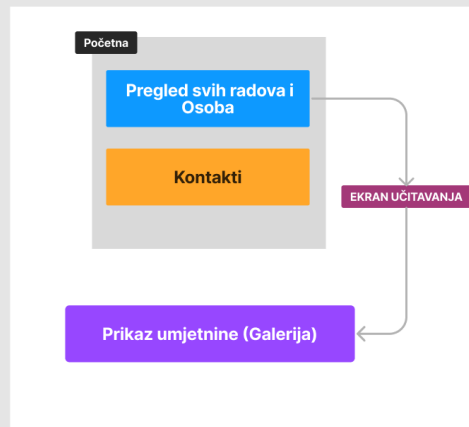 Početna
Pregled svih radova i
Osoba
Kontakti
EKRAN UČITAVANJA
Prikaz umjetnine (Galerija)